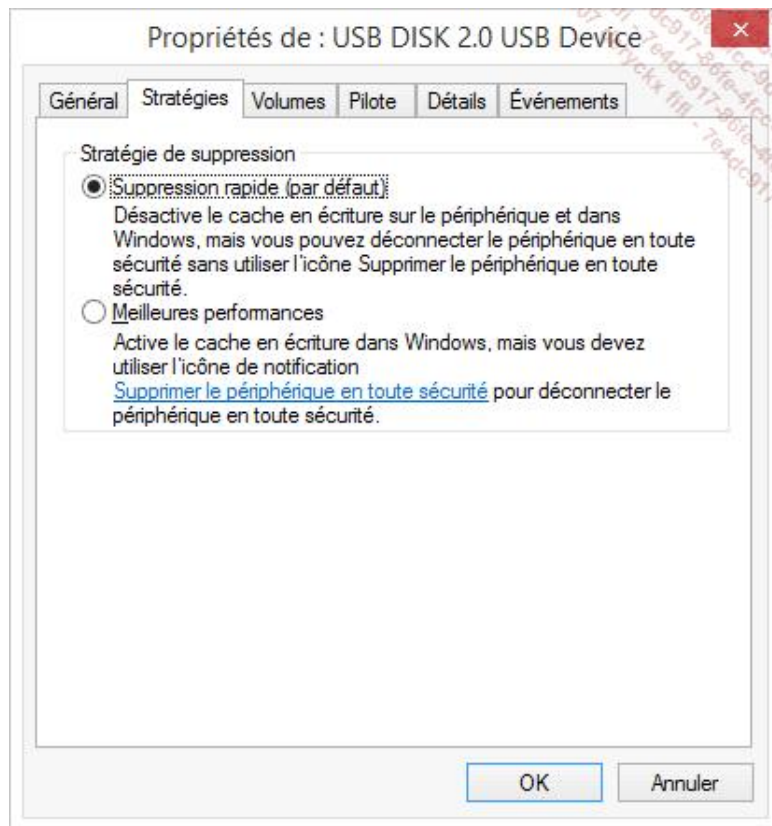 Propriétés de : USB DISK 2.0 USB Device
Général
Stratégies
Volumes
Pilote
Détails
Événements
Stratégie de suppression
Suppression rapide (par défaut)
Désactive le cache en écriture sur le périphérique et dans
Windows, mais vous pouvez déconnecter le périphérique en toute
sécurité sans utiliser l'icône Supprimer le périphérique en toute
sécurité.
Meilleures performances
Active le cache en écriture dans Windows, mais vous devez
utiliser l'icône de notification
Supprimer le périphérique en toute sécurité pour déconnecter le
périphérique en toute sécurité.
OK
Annuler